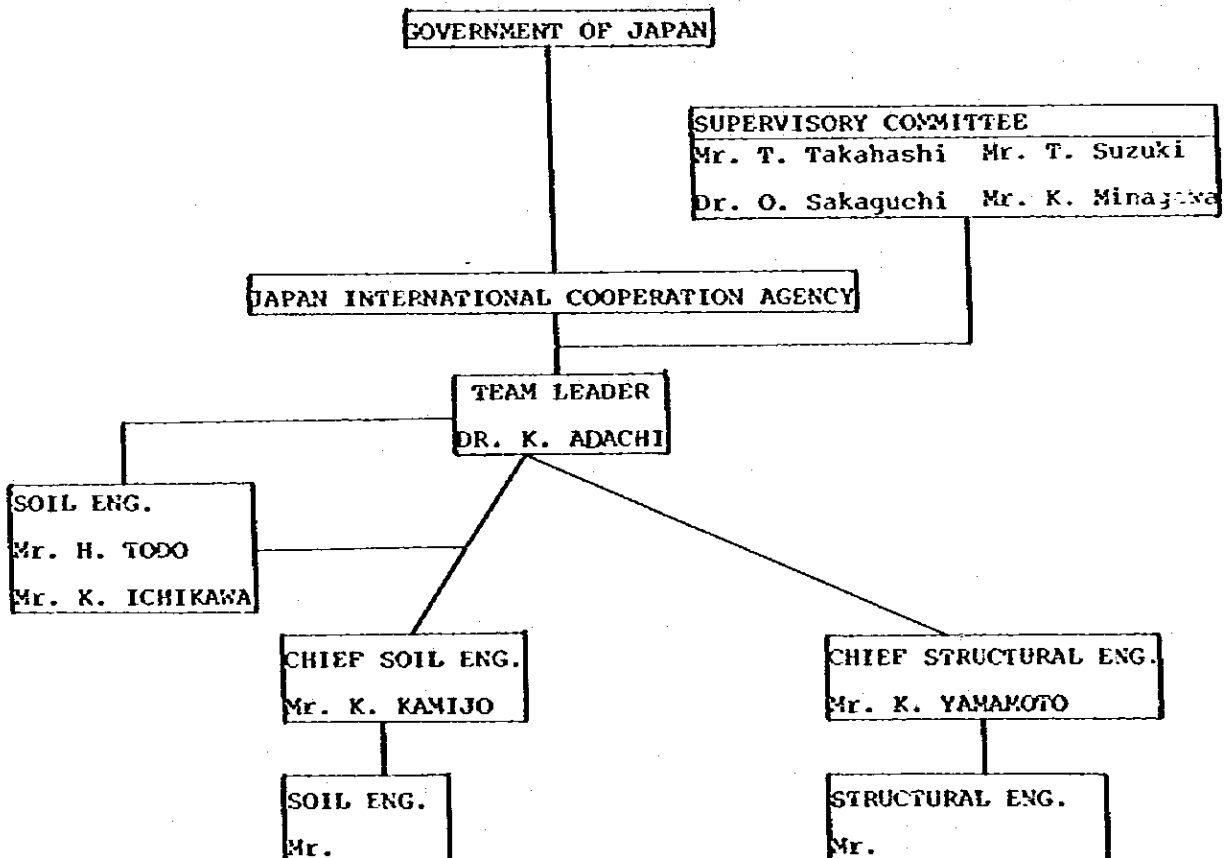 GOVERNMENT OF JAPAN
SUPERVISORY COMMITTEE
Mr. T. Takahashi Mr. T. Suzuki
Dr. O. Sakaguchi Mr. K. Minagawa
JAPAN INTERNATIONAL COOPERATION AGENCY
TEAM LEADER
DR. K. ADACHI
SOIL ENG.
Mr. H. TODO
Mr. K. ICHIKAWA
CHIEF SOIL ENG.
Mr. K. KAMIJO
CHIEF STRUCTURAL ENG.
Mr. K. YAMAMOTO
SOIL ENG.
Mr.
STRUCTURAL ENG.
Mr.